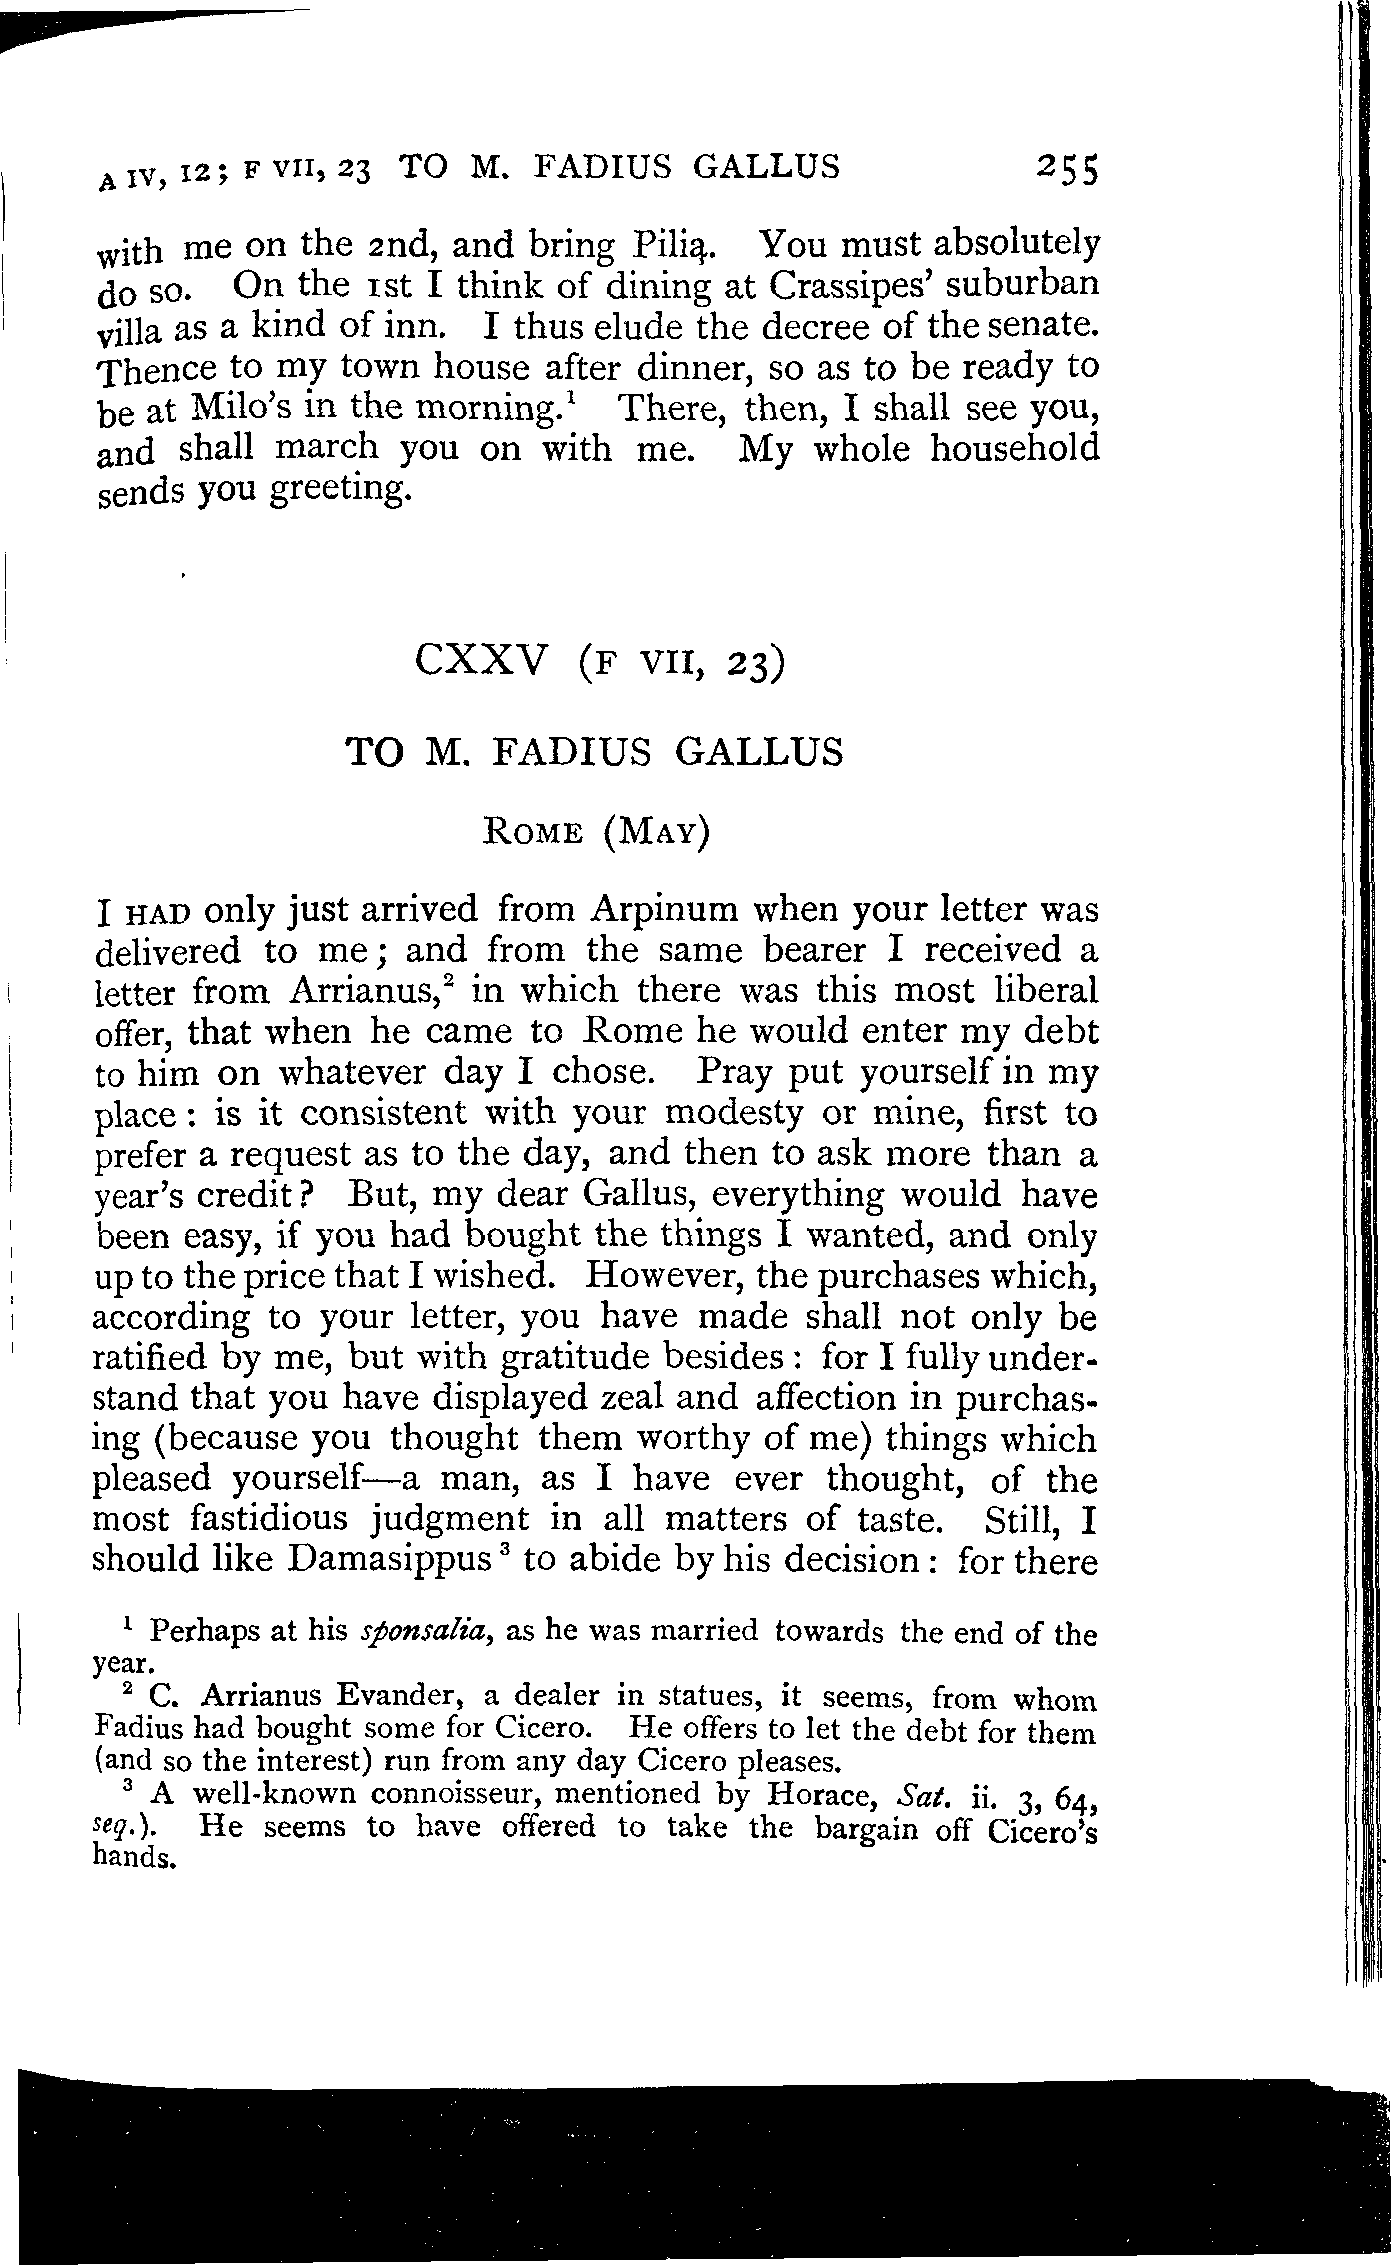 A IV, 12; F VII, 23 TO M. FADIUS GALLUS 255
with me on the 2nd, and bring Pilia. You must absolutely
do so. On the 1st I think of dining at Crassipes' suburban
villa as a kind of inn. I thus elude the decree of the senate.
Thence to my town house after dinner, so as to be ready to
be at Milo's in the morning.¹ There, then, I shall see you,
and shall march you on with me. My whole household
sends you greeting.
CXXV (F VII, 23)
TO M. FADIUS GALLUS
ROME (MAY)
I HAD only just arrived from Arpinum when your letter was
delivered to me; and from the same bearer I received a
letter from Arrianus,² in which there was this most liberal
offer, that when he came to Rome he would enter my debt
to him on whatever day I chose. Pray put yourself in my
place: is it consistent with your modesty or mine, first to
prefer a request as to the day, and then to ask more than a
year's credit? But, my dear Gallus, everything would have
been easy, if you had bought the things I wanted, and only
up to the price that I wished. However, the purchases which,
according to your letter, you have made shall not only be
ratified by me, but with gratitude besides: for I fully under-
stand that you have displayed zeal and affection in purchas-
ing (because you thought them worthy of me) things which
pleased yourself—a man, as I have ever thought, of the
most fastidious judgment in all matters of taste. Still, I
should like Damasippus³ to abide by his decision: for there
¹ Perhaps at his sponsalia, as he was married towards the end of the
year.
² C. Arrianus Evander, a dealer in statues, it seems, from whom
Fadius had bought some for Cicero. He offers to let the debt for them
(and so the interest) run from any day Cicero pleases.
³ A well-known connoisseur, mentioned by Horace, Sat. ii. 3, 64,
seq.). He seems to have offered to take the bargain off Cicero's
hands.